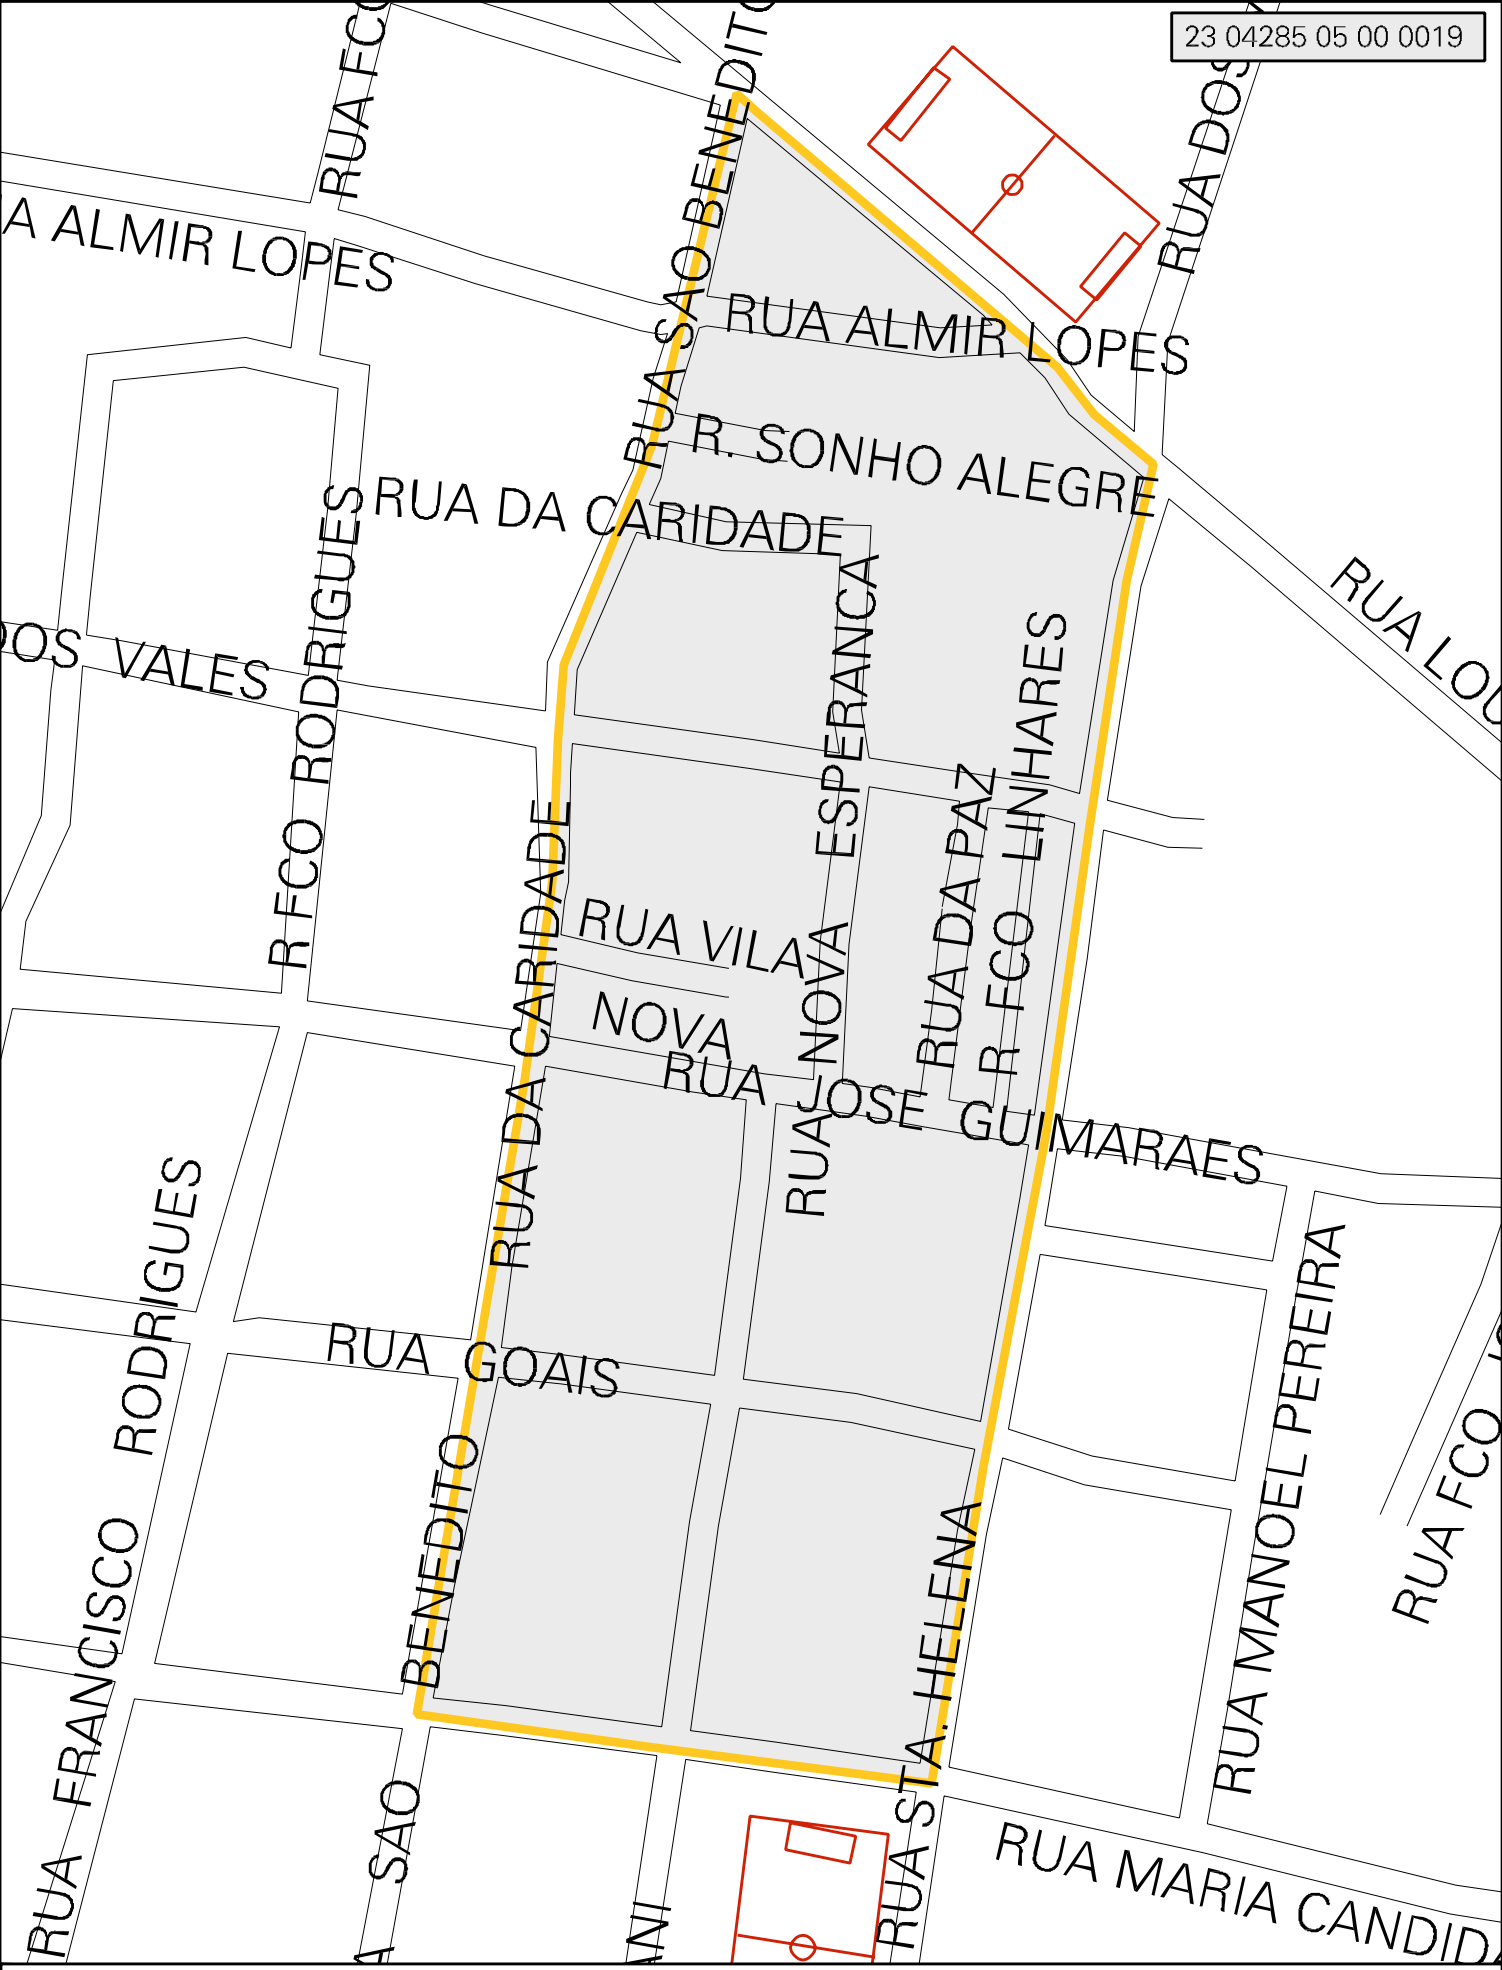 23 04285 05 00 0019
RUA FCO
RUA SAO BENEDITO
RUA DOS
A ALMIR LOPES
RUA ALMIR LOPES
R. SONHO ALEGRE
RUA DA CARIDADE
RUA LOU
DOS VALES
R FCO RODRIGUES
RUA NOVA ESPERANCA
R FCO LINHARES
RUA DA PAZ
RUA DA CARIDADE
RUA VILA
NOVA
RUA JOSE GUIMARAES
RUA FRANCISCO RODRIGUES
RUA GOAIS
RUA MANOEL PEREIRA
RUA FCO
A SAO BENEDITO
RUA STA. HELENA
RUA MARIA CANDIDA
ANI